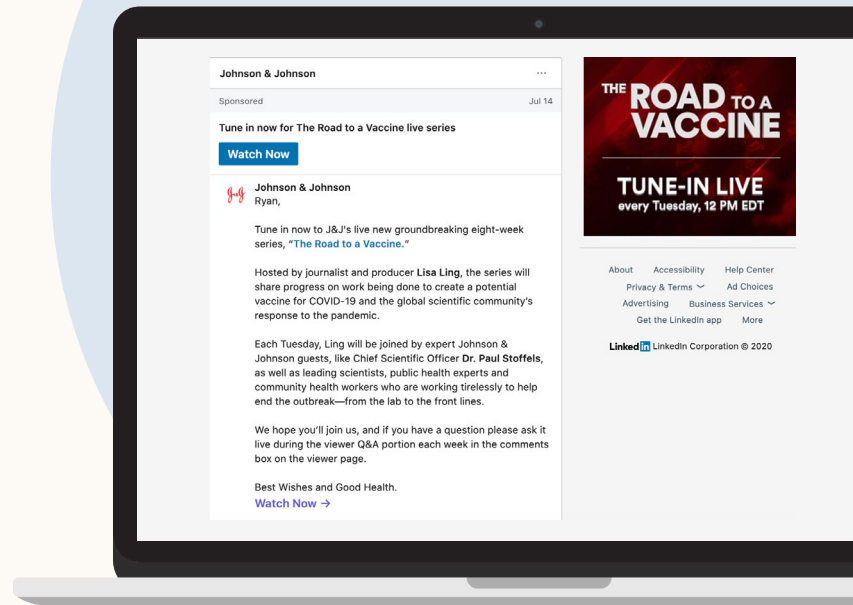 Johnson & Johnson
...
Sponsored
Jul 14
Tune in now for The Road to a Vaccine live series
Watch Now
J&J
Johnson & Johnson
Ryan,
Tune in now to J&J's live new groundbreaking eight-week
series, “The Road to a Vaccine.“
Hosted by journalist and producer Lisa Ling, the series will
share progress on work being done to create a potential
vaccine for COVID-19 and the global scientific community's
response to the pandemic.
Each Tuesday, Ling will be joined by expert Johnson &
Johnson guests, like Chief Scientific Officer Dr. Paul Stoffels,
as well as leading scientists, public health experts and
community health workers who are working tirelessly to help
end the outbreak—from the lab to the front lines.
We hope you'll join us, and if you have a question please ask it
live during the viewer Q&A portion each week in the comments
box on the viewer page.
Best Wishes and Good Health.
Watch Now →
THE ROAD TO A
VACCINE
TUNE-IN LIVE
every Tuesday, 12 PM EDT
About Accessibility Help Center
Privacy & Terms Ad Choices
Advertising Business Services
Get the LinkedIn app More
LinkedIn LinkedIn Corporation © 2020